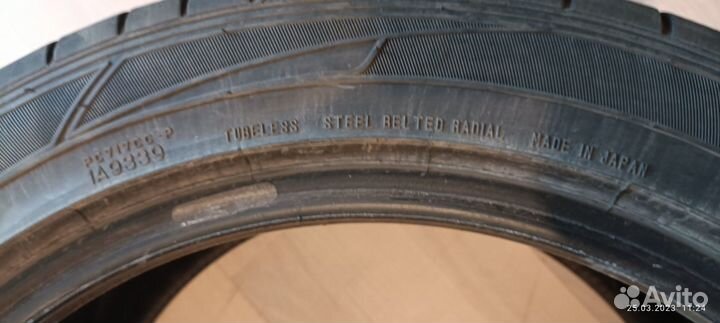 TUBELESS STEEL BELTED RADIAL MADE IN JAPAN
1A9339
Avito
25.03.2023 11:24